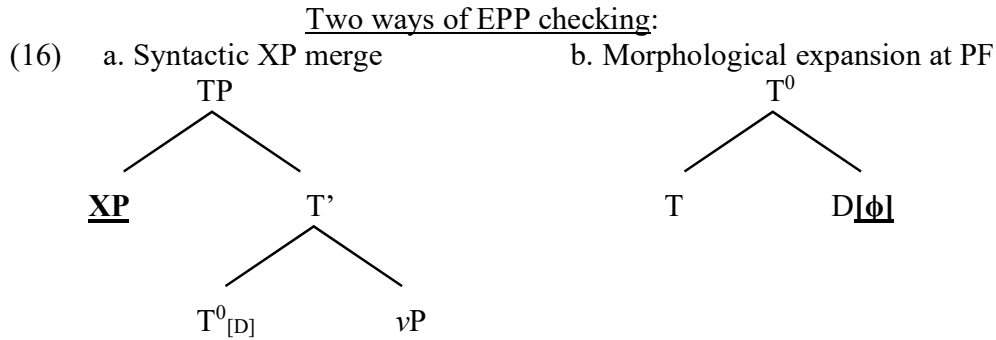 Two ways of EPP checking:
(16) a. Syntactic XP merge b. Morphological expansion at PF
TP T⁰
XP T’ T D[ϕ]
T⁰[D] vP